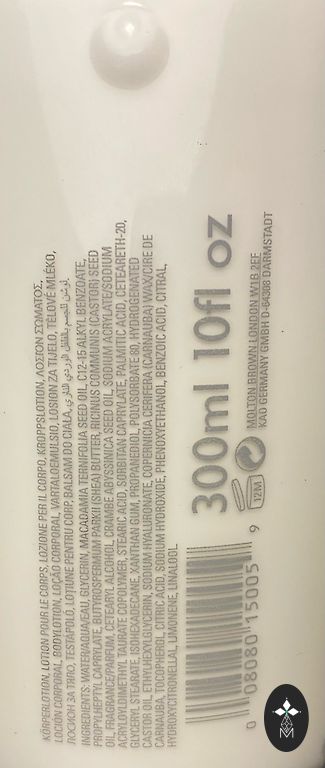 KÖRPERLOTION, LOTION POUR LE CORPS, LOZIONE PER IL CORPO, KROPPSLOTION, ΛΟΣΙΟΝ ΣΩΜΑΤΟΣ,
LOCIÓN CORPORAL, BODYLOTION, LOÇÃO CORPORAL, VARTALOEMULSIO, LOSION ZA TIJELO, TĚLOVÉ MLÉKO,
ЛОСИОН ЗА ТЯЛО, TESTÁPOLÓ, LOȚIUNE PENTRU CORP, BALSAM DO CIAŁA,
INGREDIENTS: WATER/AQUA/EAU, GLYCERIN, MACADAMIA TERNIFOLIA SEED OIL, C12-15 ALKYL BENZOATE,
PROPYLHEPTYL CAPRYLATE, BUTYROSPERMUM PARKII (SHEA) BUTTER, RICINUS COMMUNIS (CASTOR) SEED
OIL, FRAGRANCE/PARFUM, CETEARYL ALCOHOL, CRAMBE ABYSSINICA SEED OIL, SODIUM ACRYLATE/SODIUM
ACRYLOYLDIMETHYL TAURATE COPOLYMER, STEARIC ACID, SORBITAN CAPRYLATE, PALMITIC ACID, CETEARETH-20,
GLYCERYL STEARATE, ISOHEXADECANE, XANTHAN GUM, PROPANEDIOL, POLYSORBATE 80, HYDROGENATED
CASTOR OIL, ETHYLHEXYLGLYCERIN, SODIUM HYALURONATE, COPERNICIA CERIFERA (CARNAUBA) WAX/CIRE DE
CARNAUBA, TOCOPHEROL, CITRIC ACID, SODIUM HYDROXIDE, PHENOXYETHANOL, BENZOIC ACID, CITRAL,
HYDROXYCITRONELLAL, LIMONENE, LINALOOL
300ml 10fl oz
12M
MOLTON BROWN LONDON W1B 2EF
KAO GERMANY GMBH D-64308 DARMSTADT
0 08080 15005 9
M